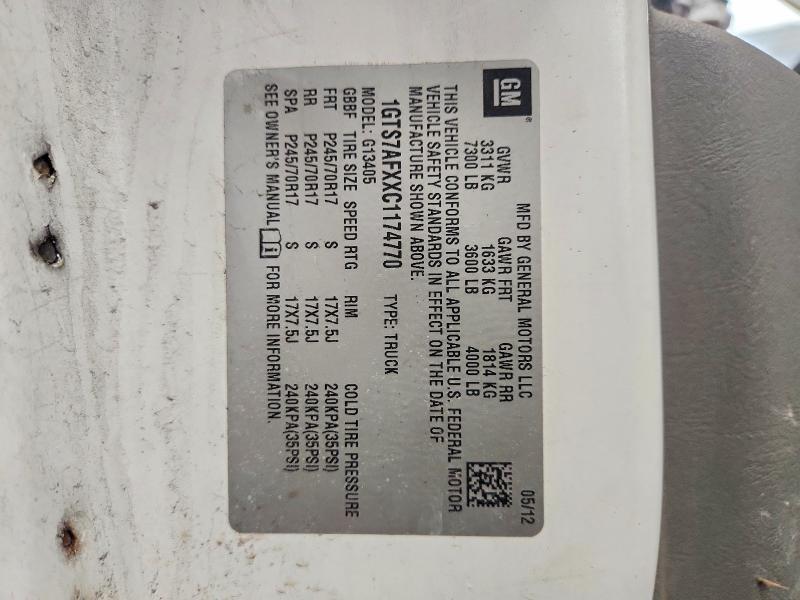 GM®
MFD BY GENERAL MOTORS LLC 05/12
GVWR GAWR FRT GAWR RR
3311 KG 1633 KG 1814 KG
7300 LB 3600 LB 4000 LB
THIS VEHICLE CONFORMS TO ALL APPLICABLE U.S. FEDERAL MOTOR
VEHICLE SAFETY STANDARDS IN EFFECT ON THE DATE OF
MANUFACTURE SHOWN ABOVE.
1GTS7AFXXC1174770 TYPE: TRUCK
MODEL: G13405
GBBF TIRE SIZE SPEED RTG RIM COLD TIRE PRESSURE
FRT P245/70R17 S 17X7.5J 240KPA(35PSI)
RR P245/70R17 S 17X7.5J 240KPA(35PSI)
SPA P245/70R17 S 17X7.5J 240KPA(35PSI)
SEE OWNER'S MANUAL FOR MORE INFORMATION.